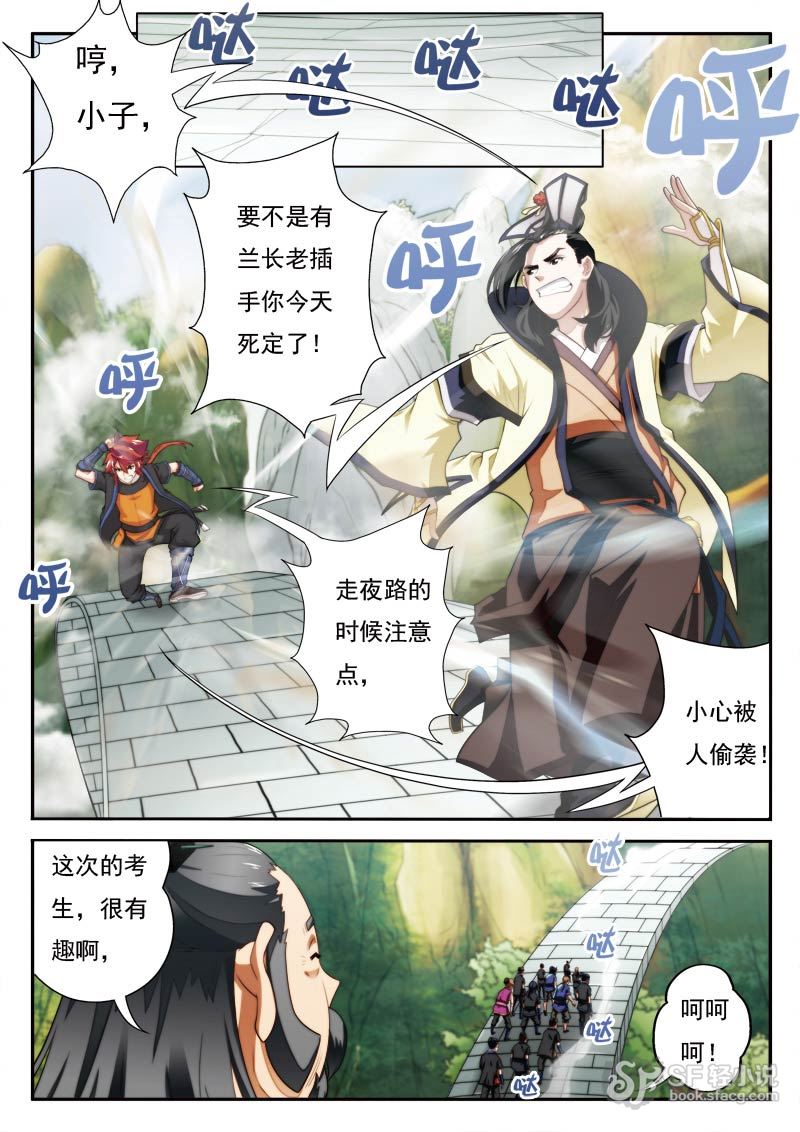 哼，
小子，
哒
哒
哒
哒
呼
要不是有
兰长老插
手你今天
死定了！
呼
呼
呼
走夜路的
时候注意
点，
小心被
人偷袭！
这次的考
生，很有
趣啊，
哒
哒
哒
哒
呵呵
呵！
SF轻小说
book.sfacg.com